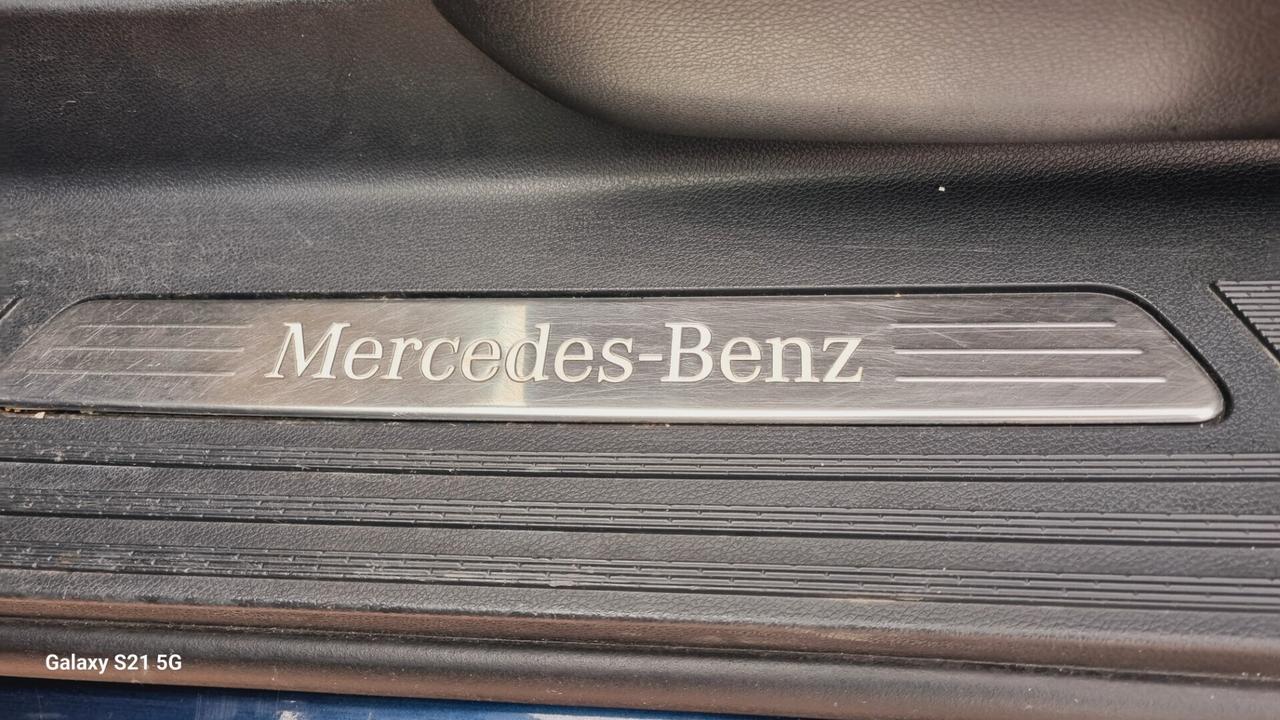 Mercedes-Benz
Galaxy S21 5G